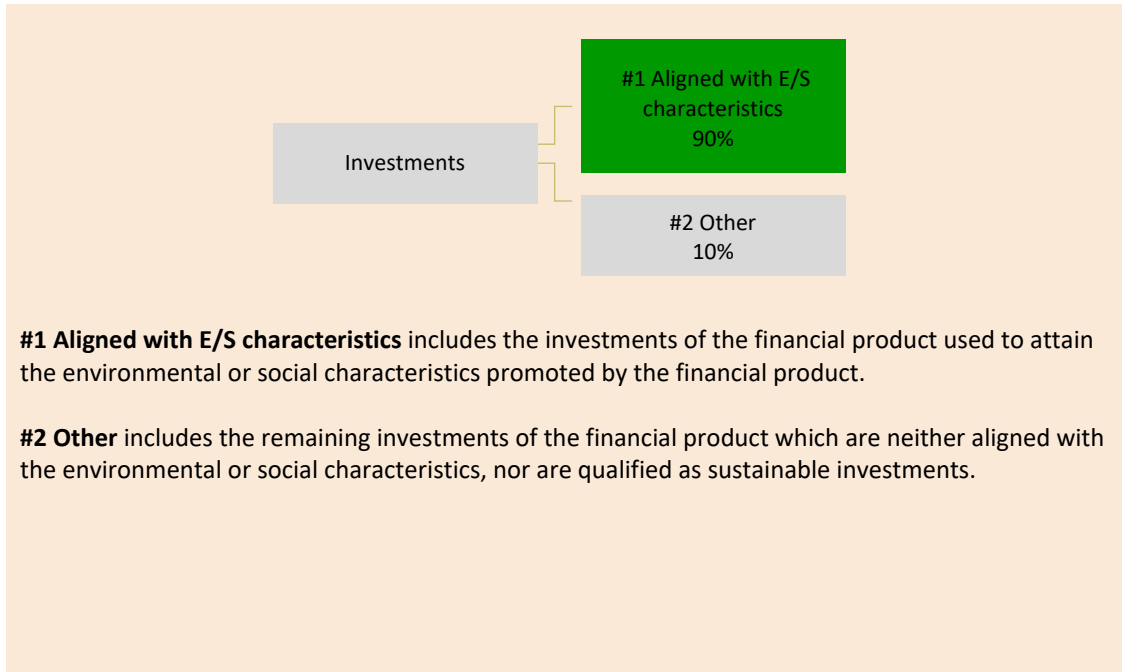 #1 Aligned with E/S
characteristics
90%
Investments
#2 Other
10%
#1 Aligned with E/S characteristics includes the investments of the financial product used to attain
the environmental or social characteristics promoted by the financial product.
#2 Other includes the remaining investments of the financial product which are neither aligned with
the environmental or social characteristics, nor are qualified as sustainable investments.